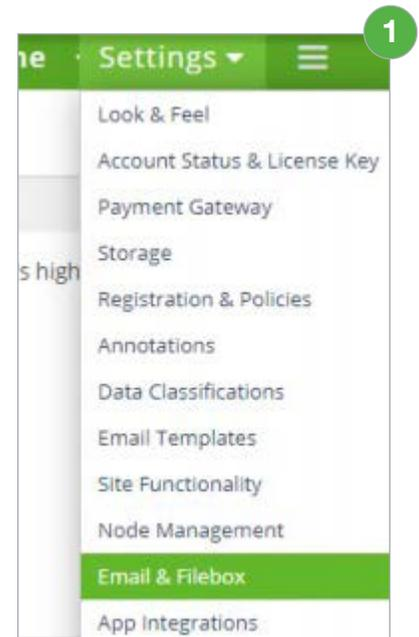 1
Settings
Look & Feel
Account Status & License Key
Payment Gateway
Storage
s high
Registration & Policies
Annotations
Data Classifications
Email Templates
Site Functionality
Node Management
Email & Filebox
App Integrations